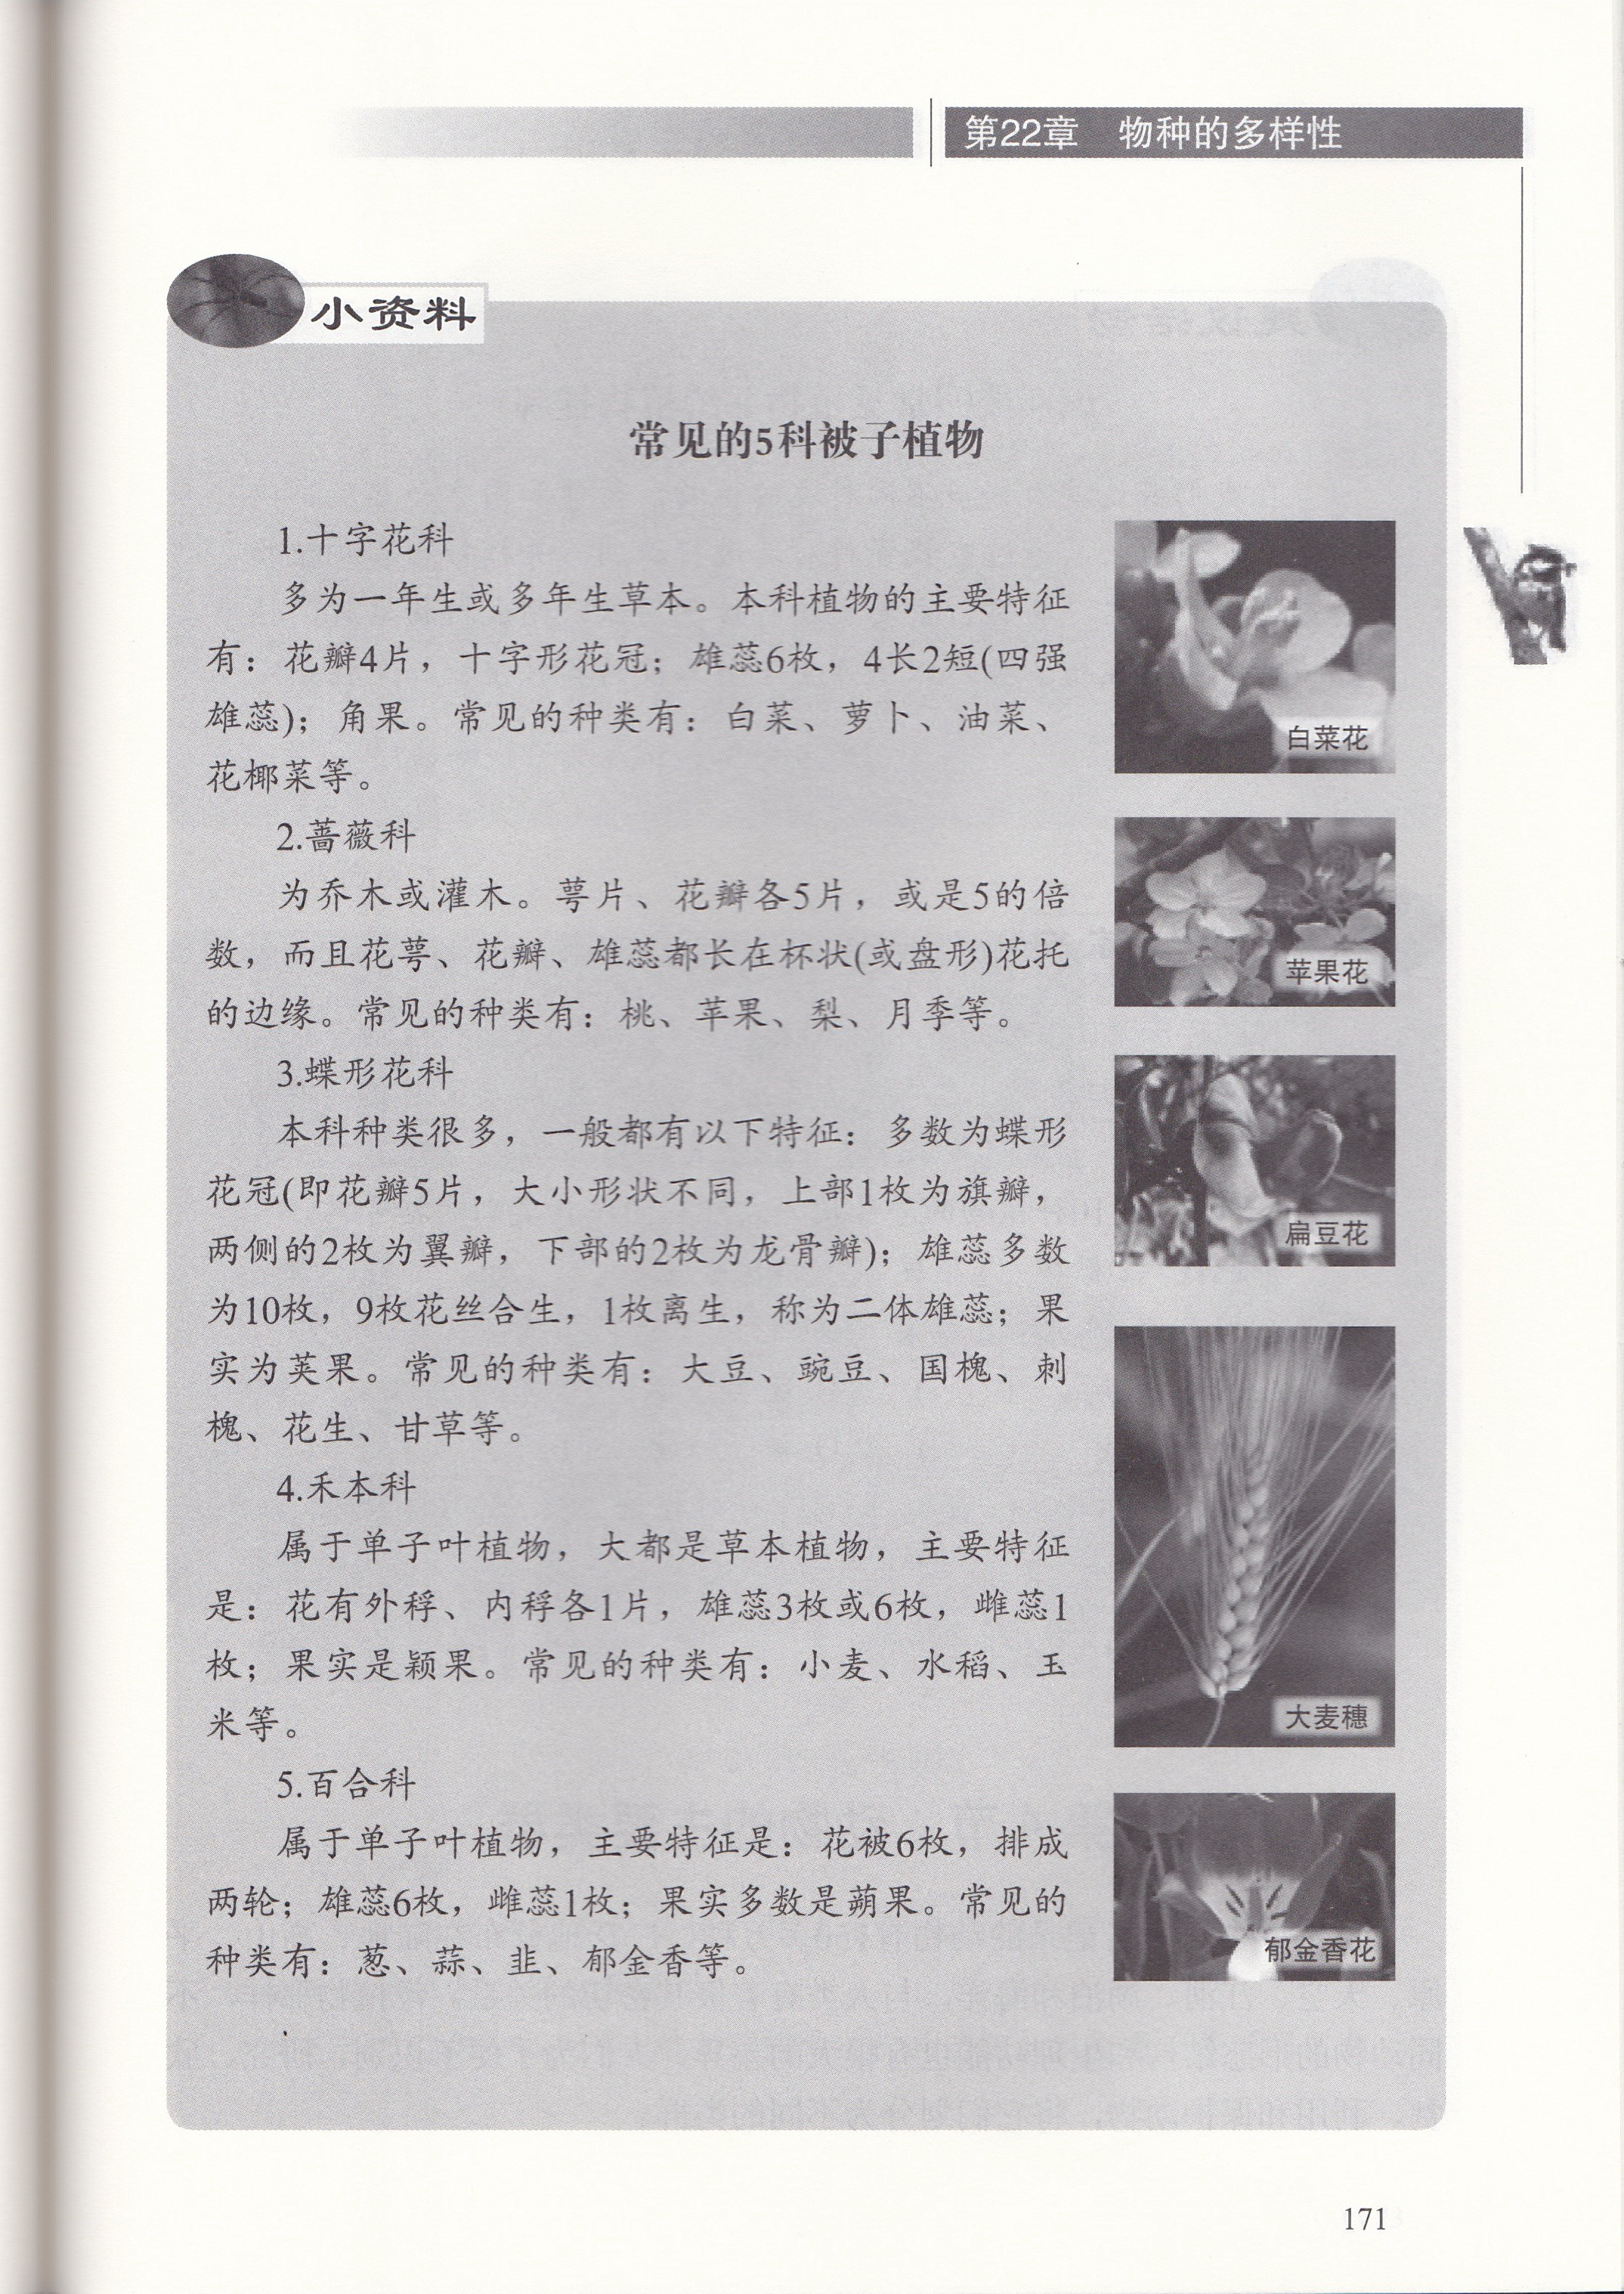 第22章 物种的多样性
小资料
常见的5科被子植物
1.十字花科
多为一年生或多年生草本。本科植物的主要特征
有：花瓣4片，十字形花冠；雄蕊6枚，4长2短(四强
雄蕊)；角果。常见的种类有：白菜、萝卜、油菜、
花椰菜等。
白菜花
2.蔷薇科
为乔木或灌木。萼片、花瓣各5片，或是5的倍
数，而且花萼、花瓣、雄蕊都长在杯状(或盘形)花托
的边缘。常见的种类有：桃、苹果、梨、月季等。
苹果花
3.蝶形花科
本科种类很多，一般都有以下特征：多数为蝶形
花冠(即花瓣5片，大小形状不同，上部1枚为旗瓣，
两侧的2枚为翼瓣，下部的2枚为龙骨瓣)；雄蕊多数
为10枚，9枚花丝合生，1枚离生，称为二体雄蕊；果
实为荚果。常见的种类有：大豆、豌豆、国槐、刺
槐、花生、甘草等。
扁豆花
4.禾本科
属于单子叶植物，大都是草本植物，主要特征
是：花有外稃、内稃各1片，雄蕊3枚或6枚，雌蕊1
枚；果实是颖果。常见的种类有：小麦、水稻、玉
米等。
大麦穗
5.百合科
属于单子叶植物，主要特征是：花被6枚，排成
两轮；雄蕊6枚，雌蕊1枚；果实多数是蒴果。常见的
种类有：葱、蒜、韭、郁金香等。
郁金香花
171